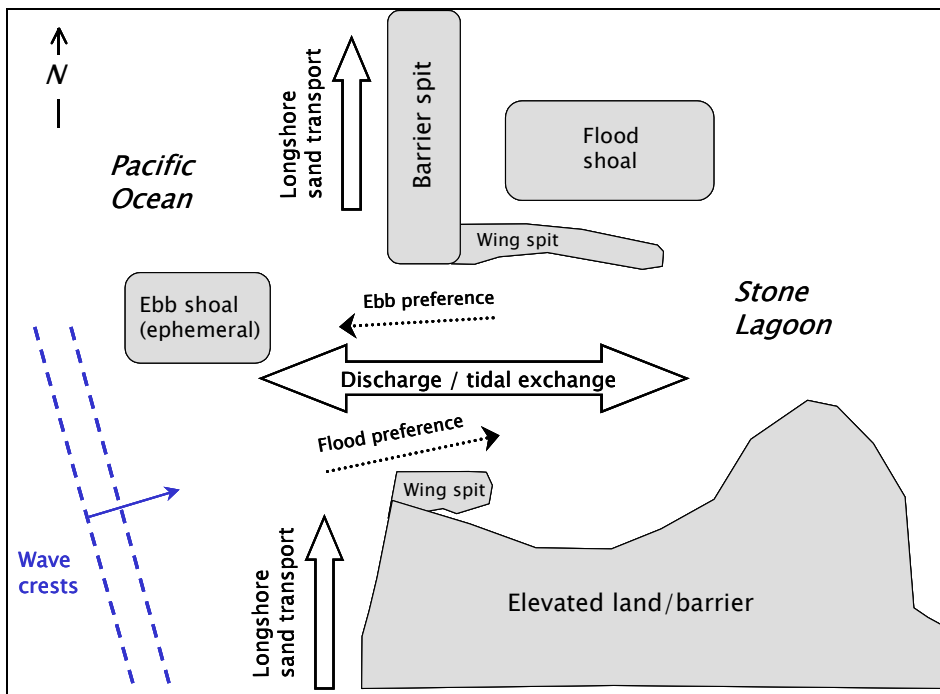 N
Pacific
Ocean
Longshore
sand transport
Barrier spit
Flood
shoal
Wing spit
Ebb shoal
(ephemeral)
Ebb preference
Stone
Lagoon
Discharge / tidal exchange
Flood preference
Wing spit
Wave
crests
Longshore
sand transport
Elevated land/barrier